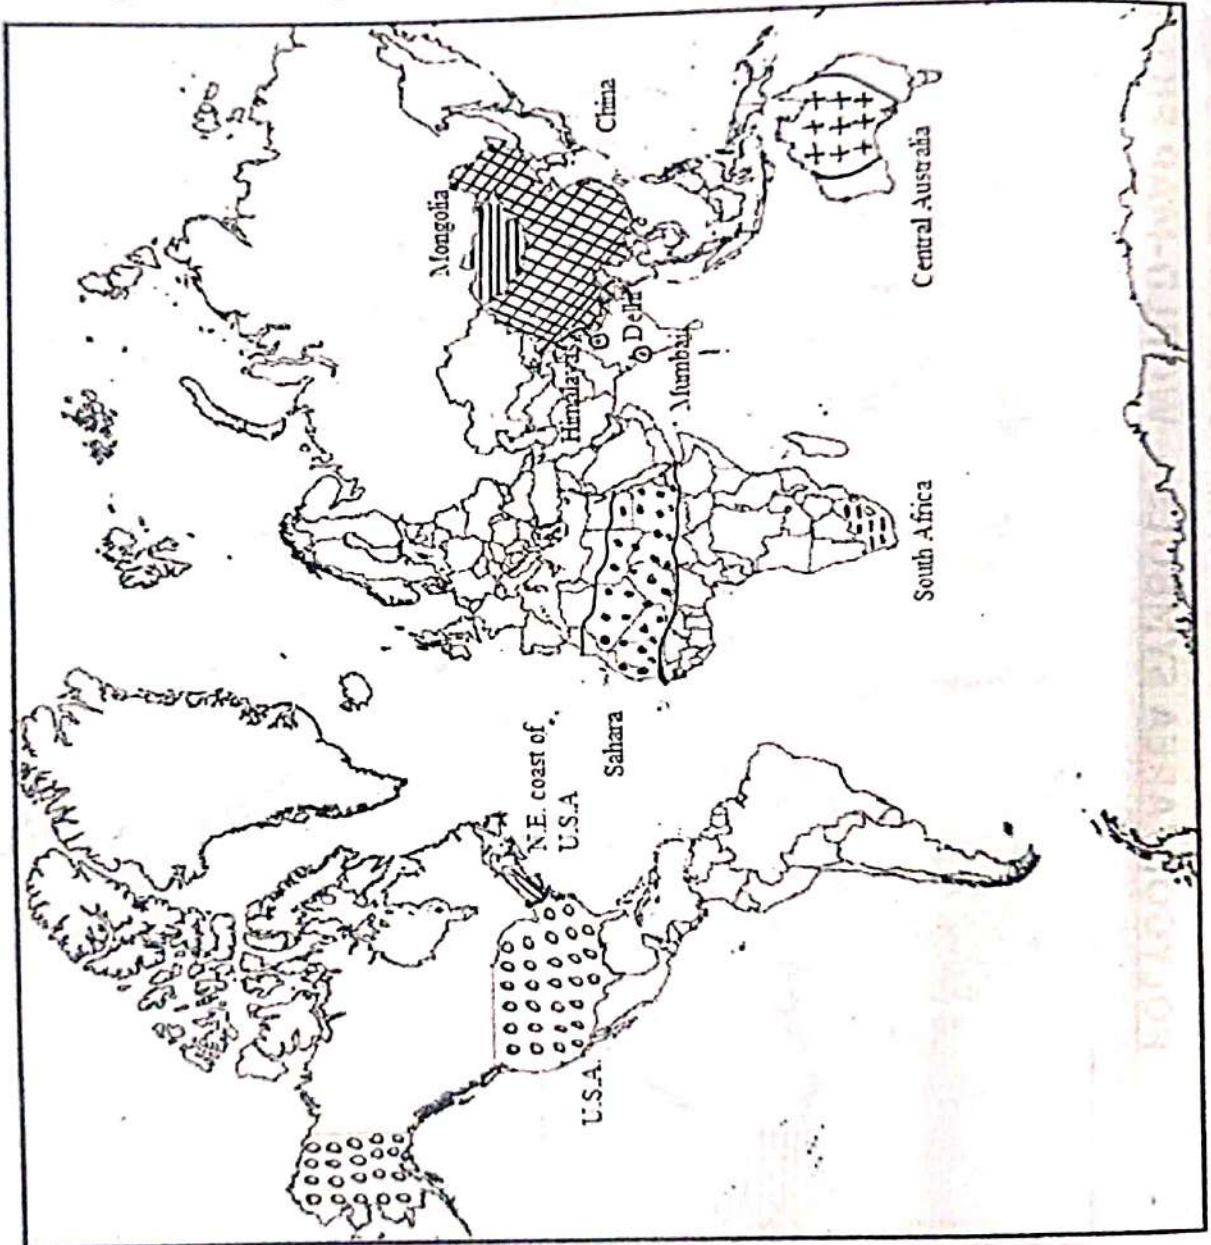 Mongolia
China
Himalayas
Delhi
Mumbai
Central Australia
South Africa
Sahara
N.E. coast of
U.S.A
U.S.A.